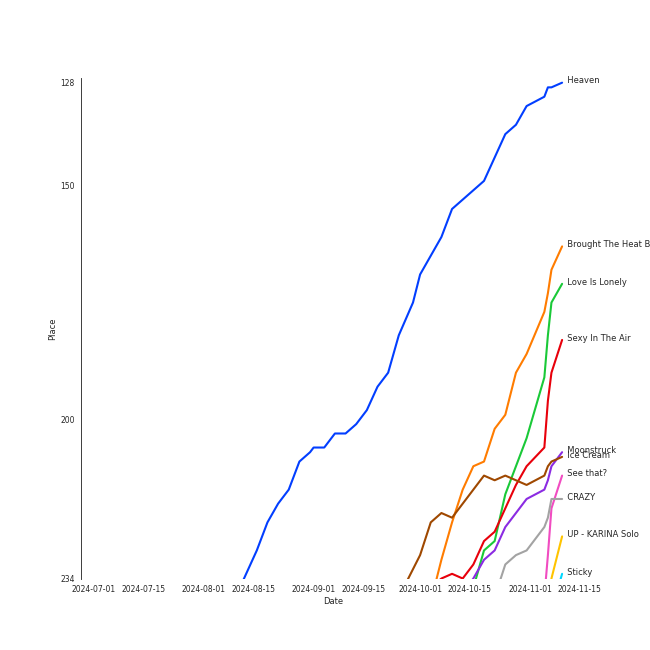 128
Heaven
150
Brought The Heat B
Love Is Lonely
Sexy In The Air
Place
200
Moonstruck
Ice Cream
See that?
CRAZY
UP - KARINA Solo
Sticky
234
2024-07-01 2024-07-15 2024-08-01 2024-08-15 2024-09-01 2024-09-15 2024-10-01 2024-10-15 2024-11-01 2024-11-15
Date